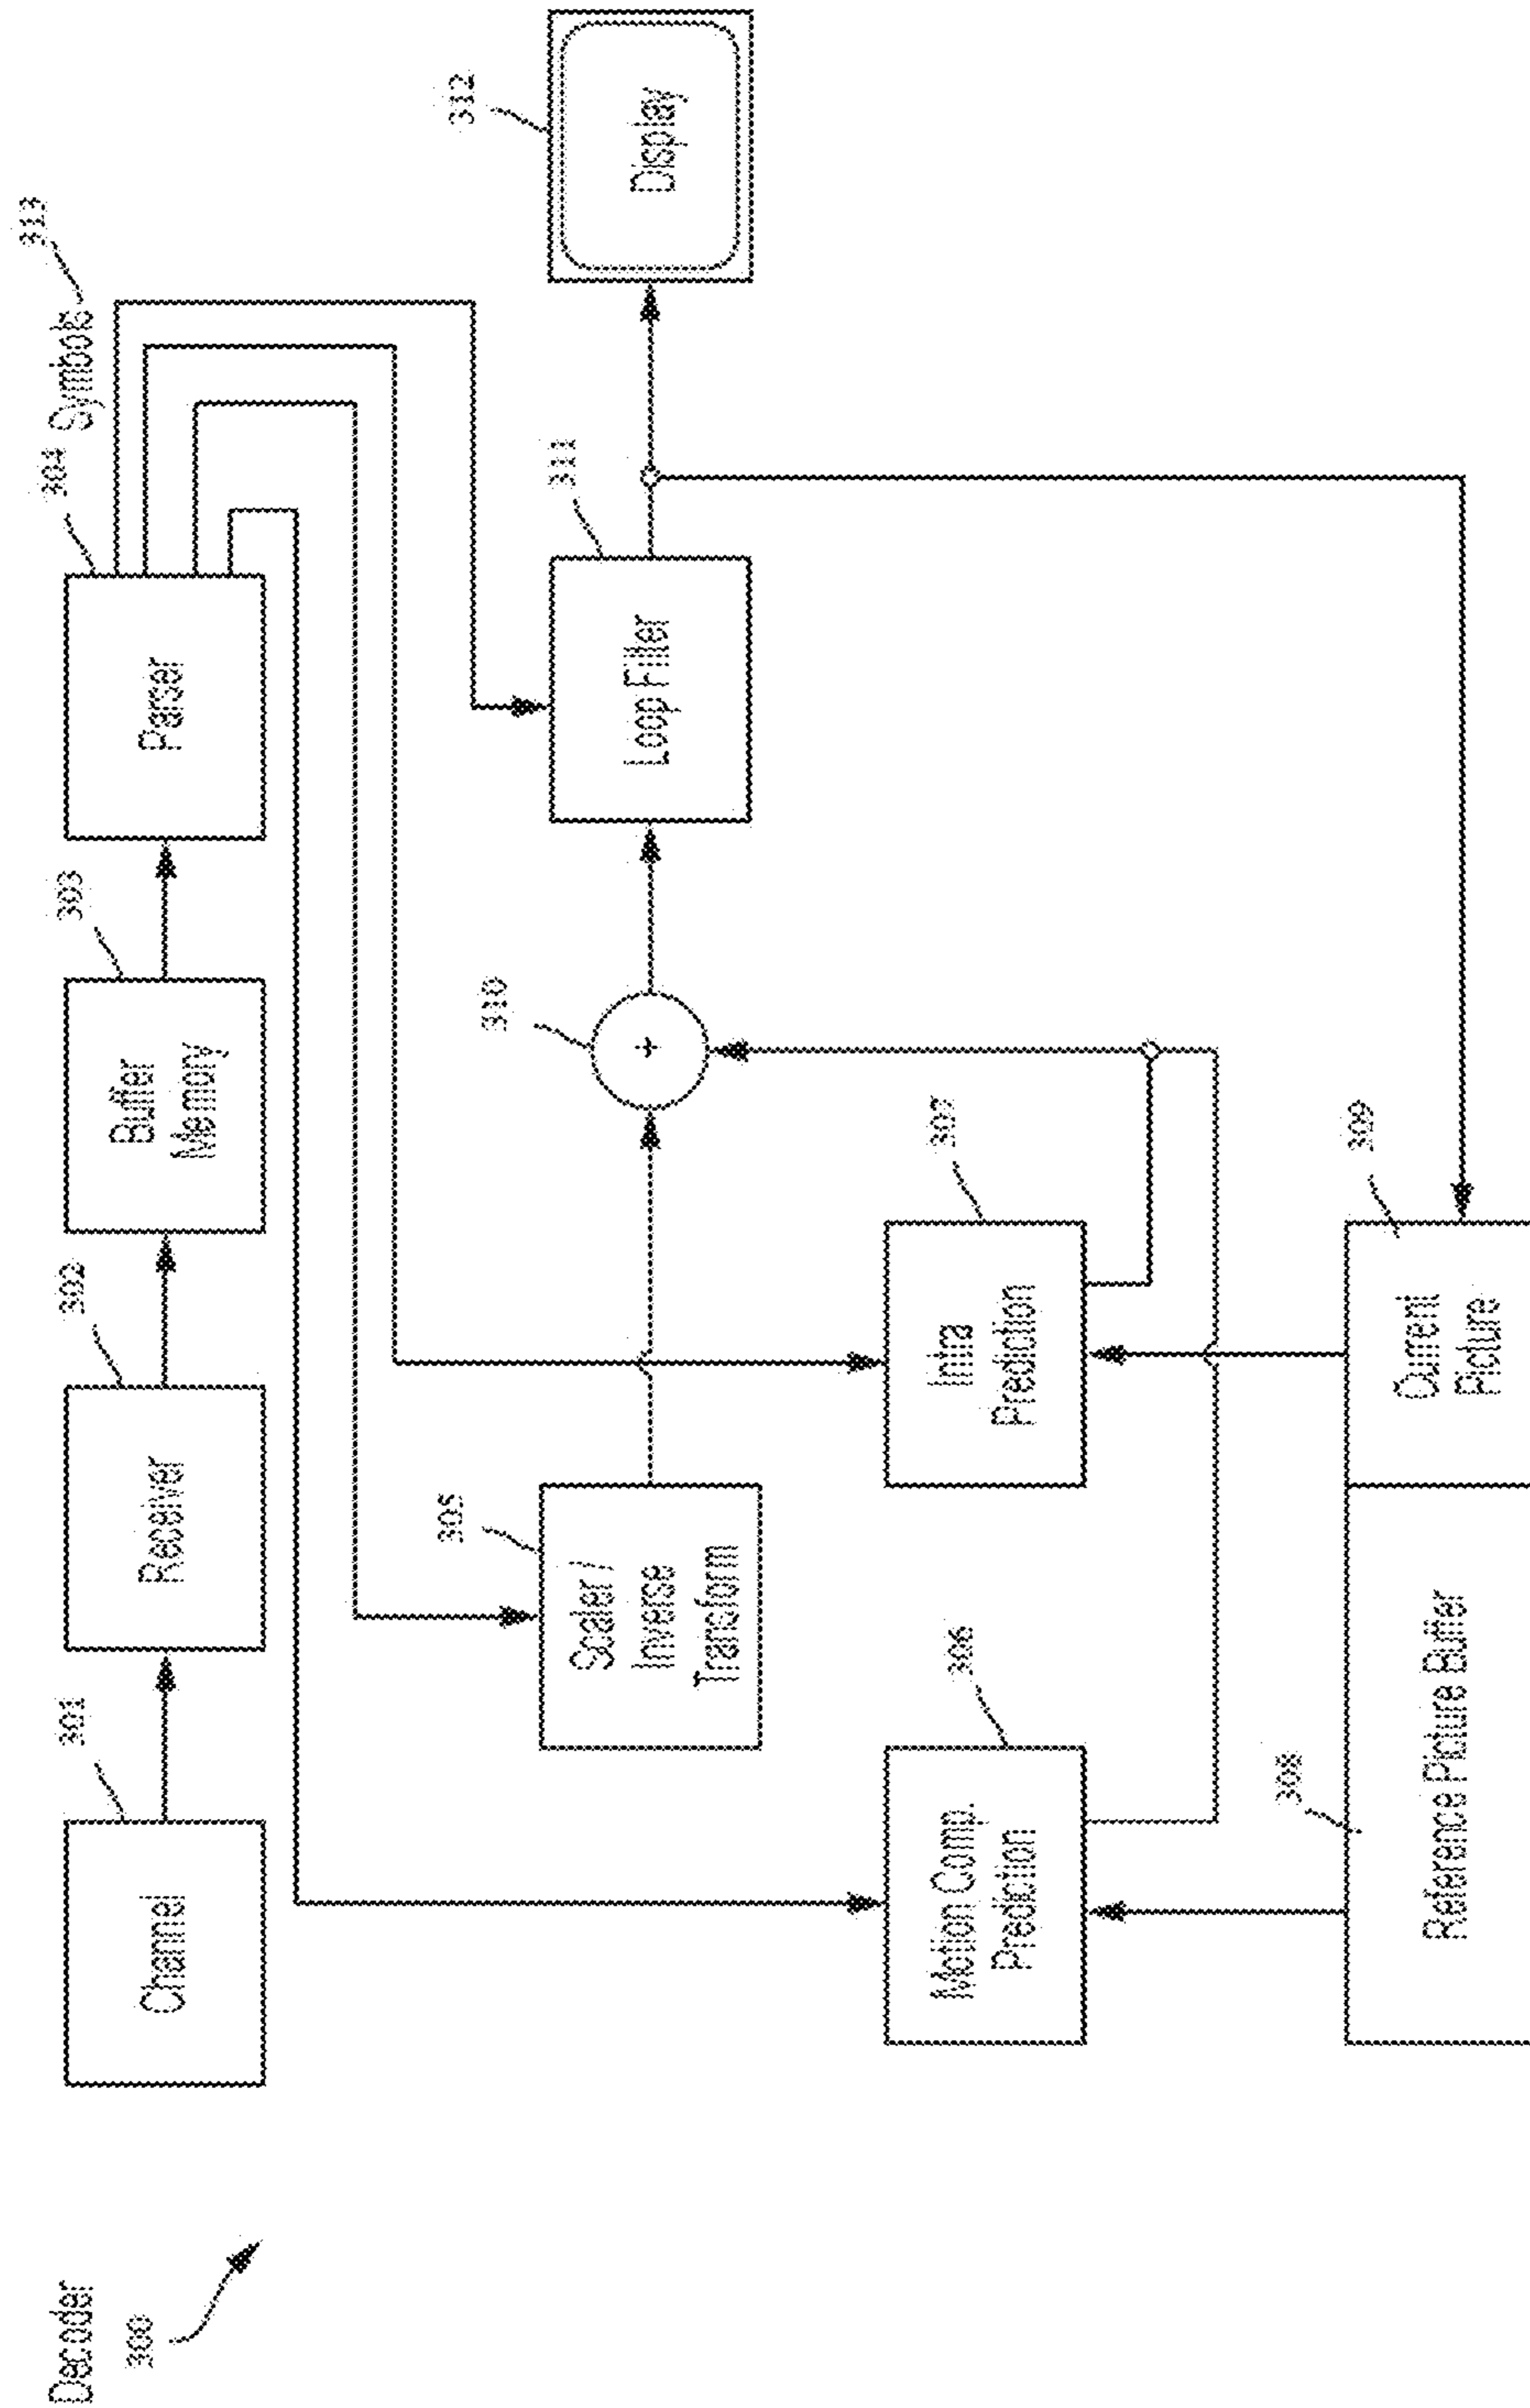 Decoder
300
301
Channel
302
Receiver
303
Buffer
Memory
304
Parser
Symbols
313
305
Scaler /
Inverse
Transform
310
+
311
Loop Filter
312
Display
306
Motion Comp.
Prediction
307
Intra
Prediction
308
Reference Picture Buffer
309
Current
Picture